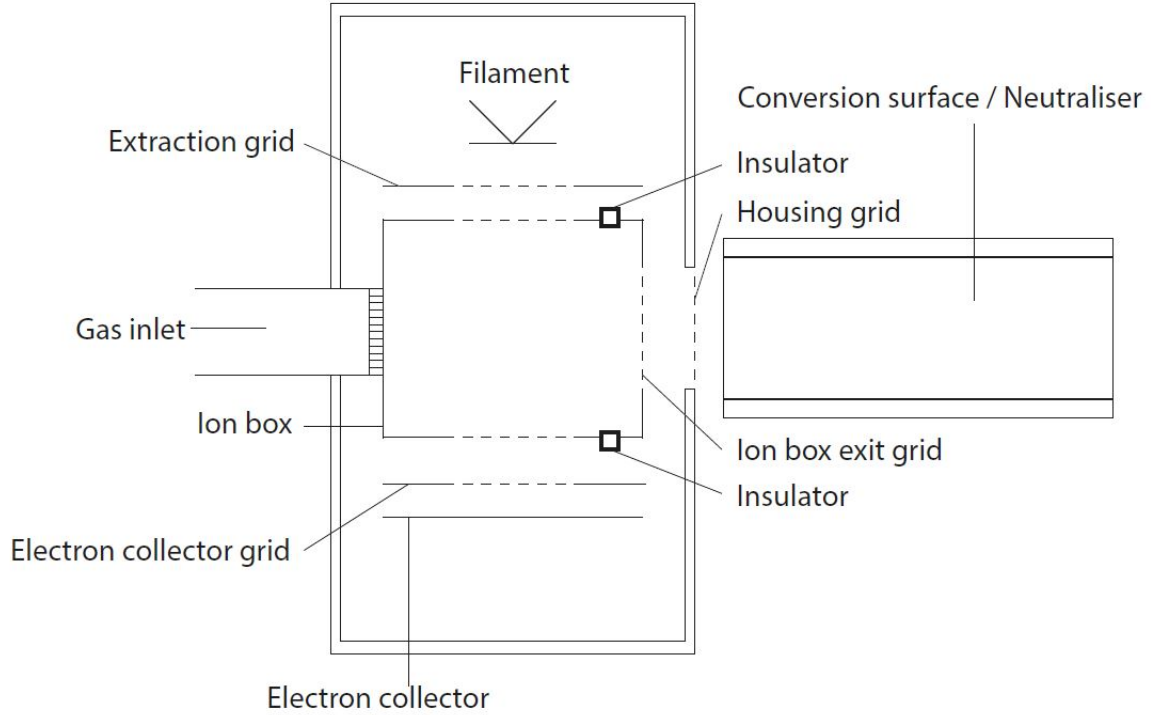 Filament
Conversion surface / Neutraliser
Extraction grid
Insulator
Housing grid
Gas inlet
Ion box
Ion box exit grid
Insulator
Electron collector grid
Electron collector